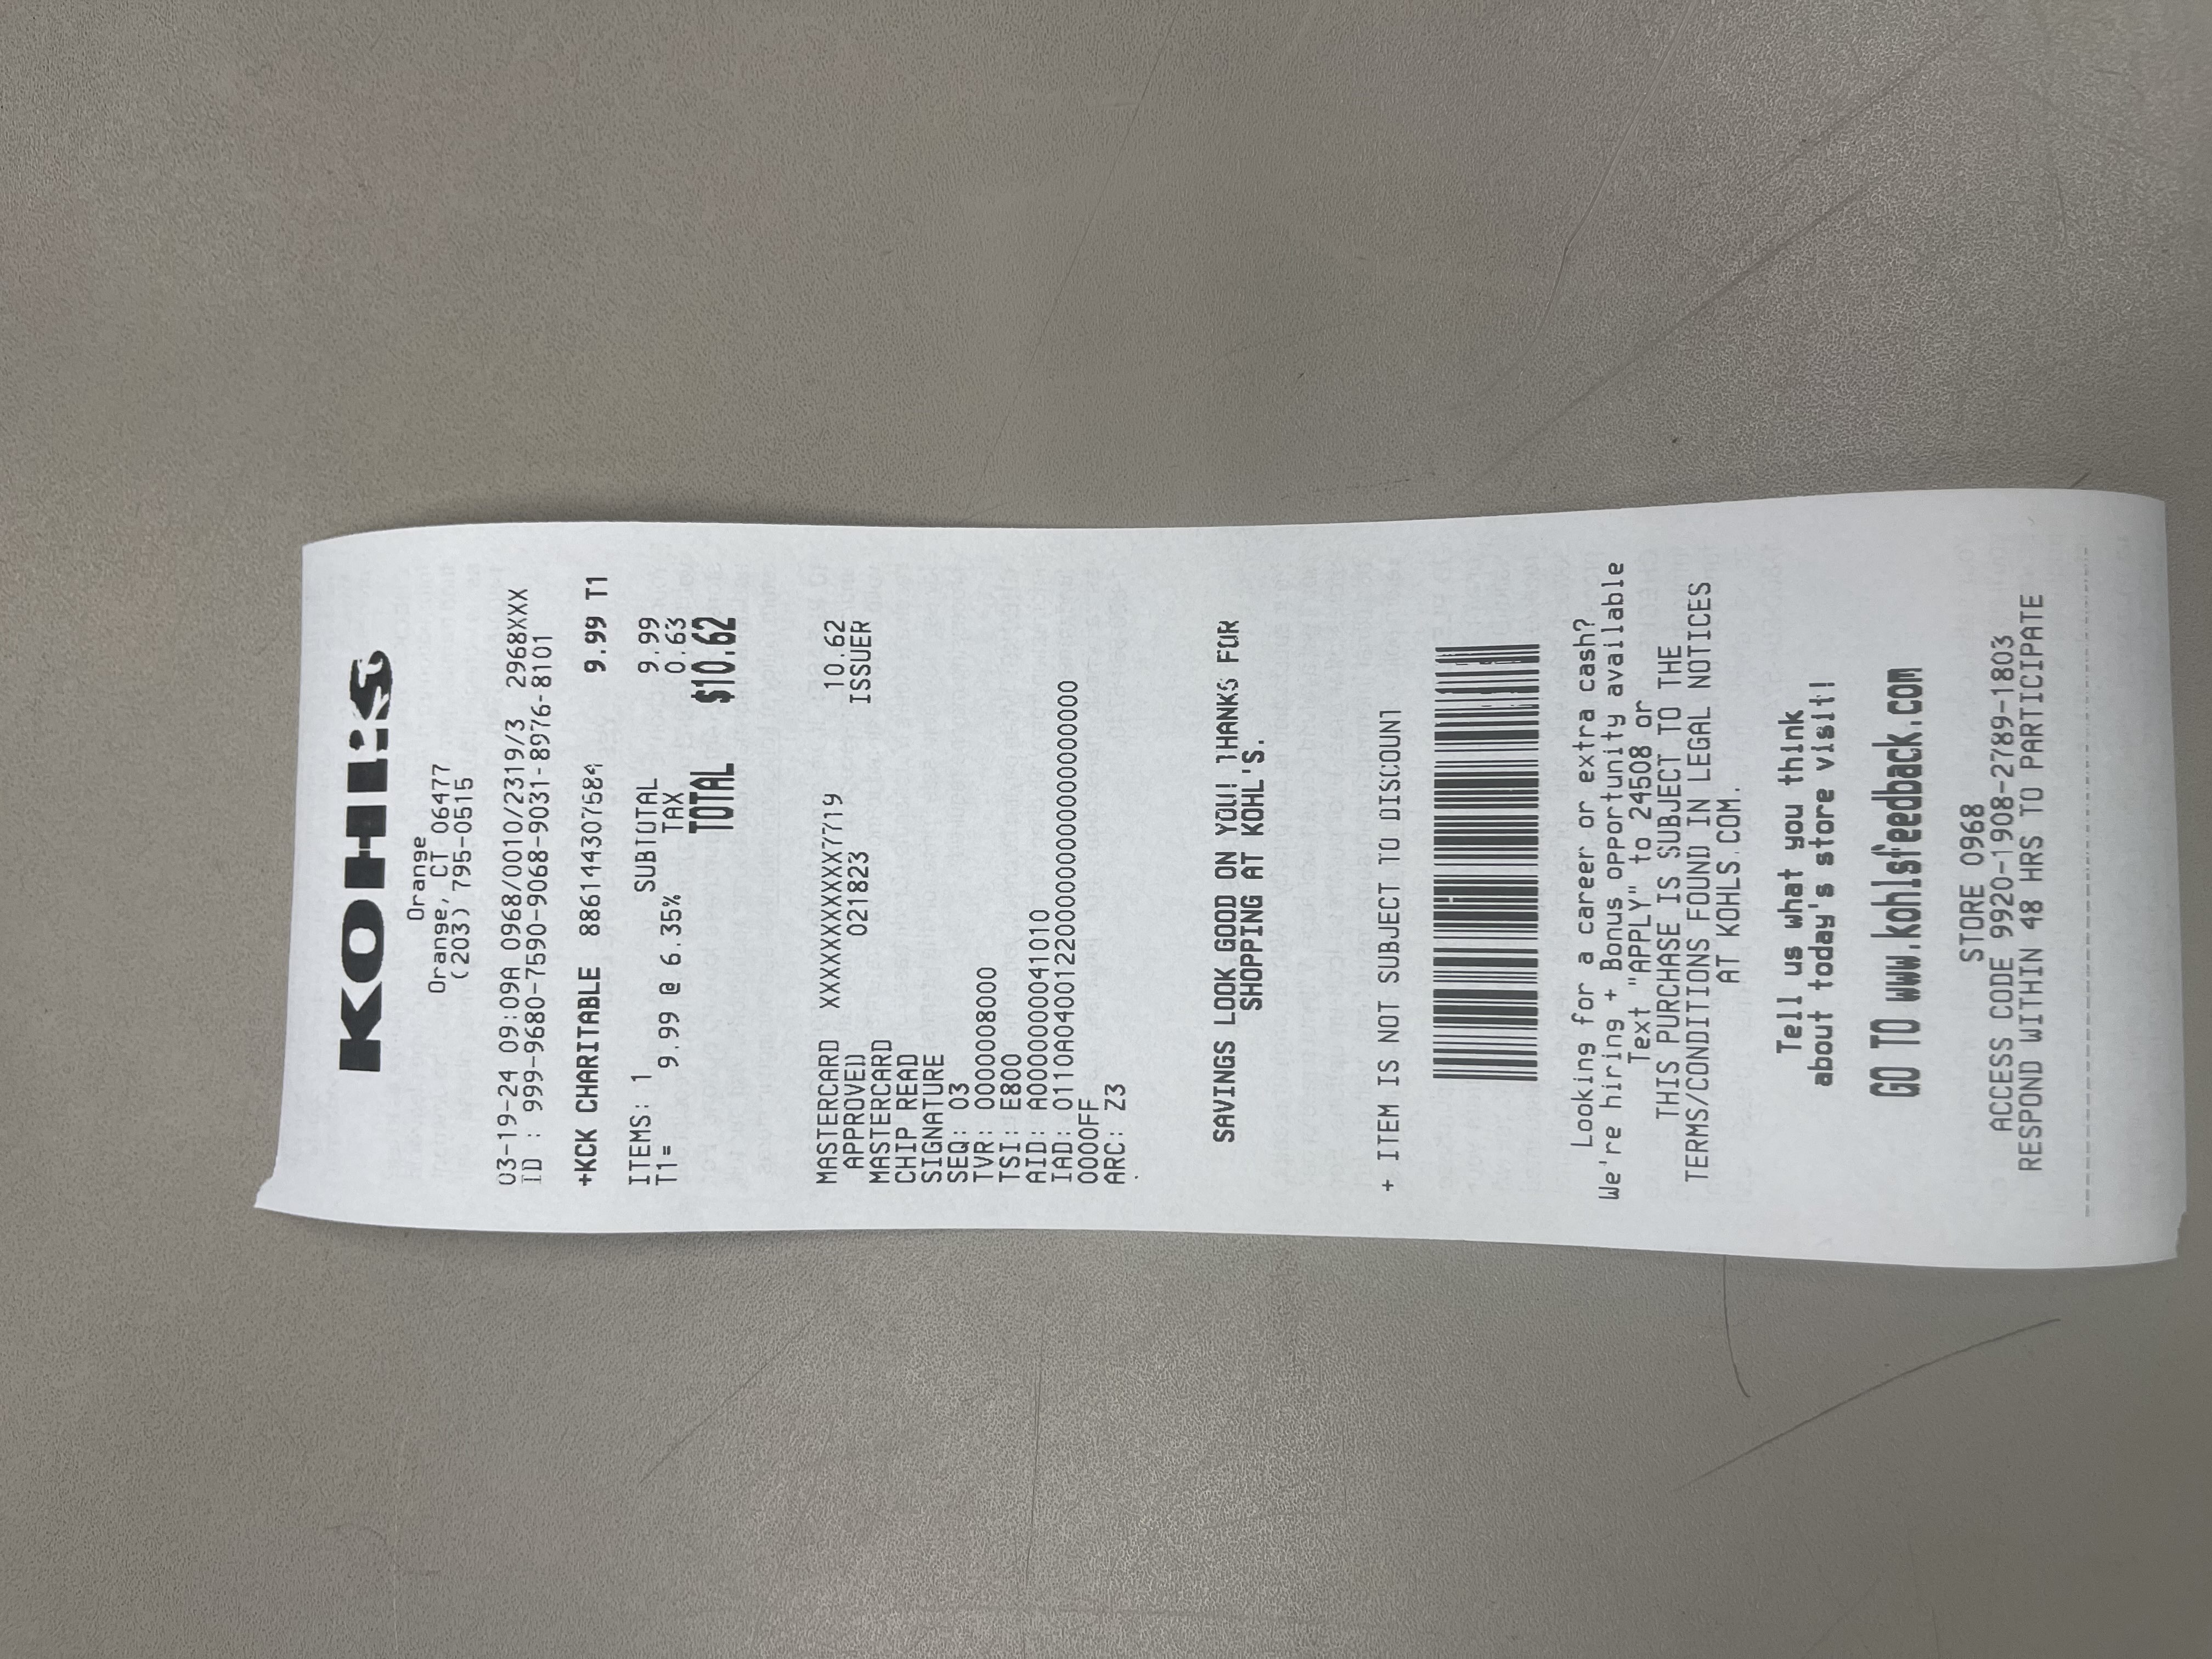 KOHL'S
Orange
Orange, CT 06477
(203) 795-0515
03-19-24 09:09A 0968/0010/2319/3 2968XXX
ID : 999-9680-7590-9068-9031-8976-8101
+KCK CHARITABLE 886144307584 9.99 T1
ITEMS: 1 SUBTOTAL 9.99
T1= 9.99 @ 6.35% TAX 0.63
TOTAL $10.62
MASTERCARD XXXXXXXXXXXX7719 10.62
APPROVED 021823 ISSUER
MASTERCARD
CHIP READ
SIGNATURE
SEQ: 03
TVR: 0000008000
TSI: E800
AID: A0000000041010
SAVINGS LOOK GOOD ON YOU! THANKS FOR
SHOPPING AT KOHL'S.
0000FF
ARC: Z3
+ ITEM IS NOT SUBJECT TO DISCOUNT
Looking for a career or extra cash?
We're hiring + Bonus opportunity available
Text "APPLY" to 24508 or
THIS PURCHASE IS SUBJECT TO THE
TERMS/CONDITIONS FOUND IN LEGAL NOTICES
AT KOHLS.COM.
Tell us what you think
about today's store visit!
GO TO www.kohlsfeedback.com
STORE 0968
ACCESS CODE 9920-1908-2789-1803
RESPOND WITHIN 48 HRS TO PARTICIPATE